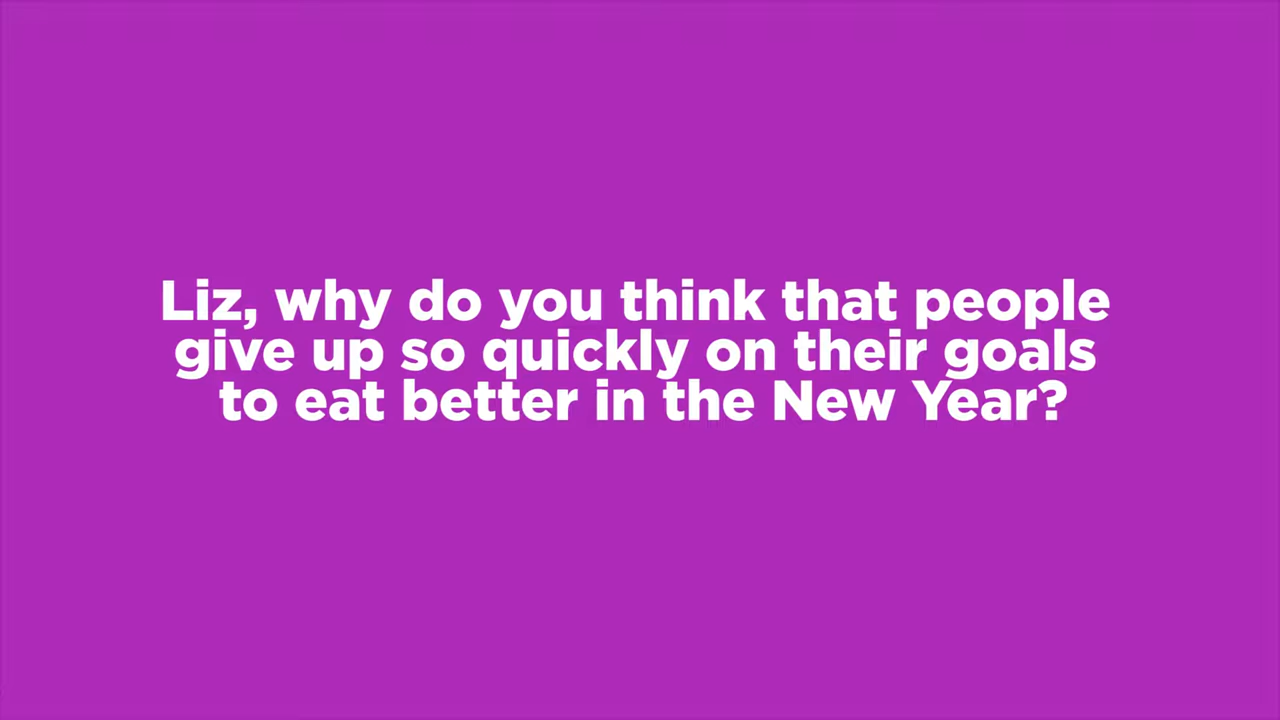 Liz, why do you think that people
give up so quickly on their goals
to eat better in the New Year?